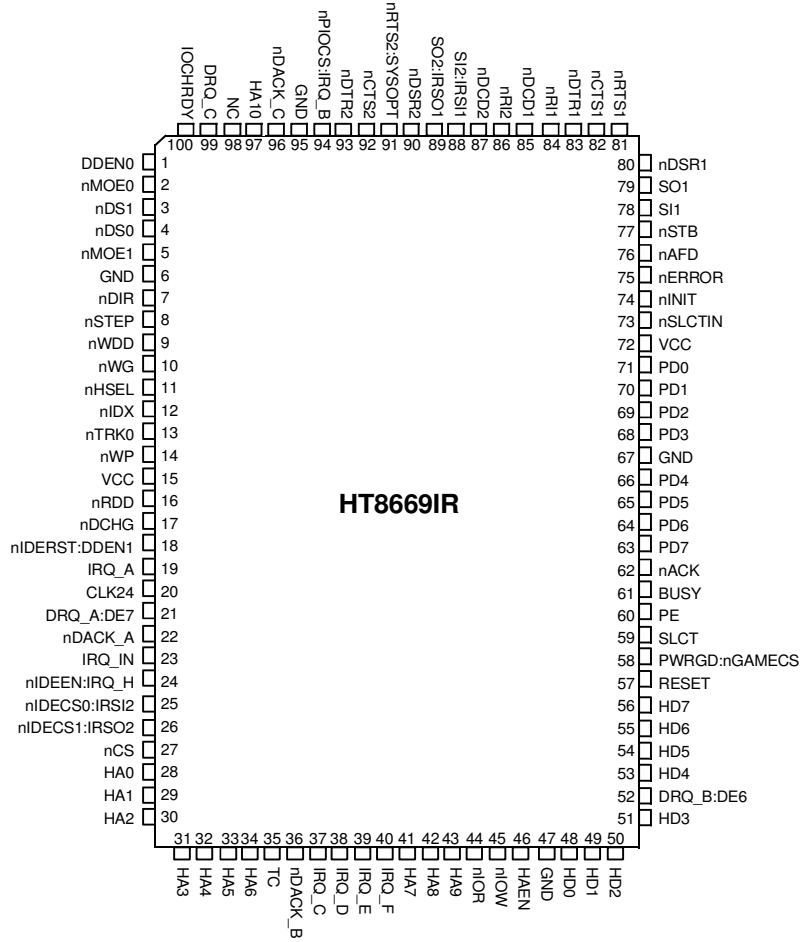 IOCHRDY
DRQ_C
NC
HA10
nDACK_C
GND
nPIOCS:IRQ_B
nDTR2
nCTS2
nRTS2:SYSOPT
nDSR2
SO2:IRSO1
SI2:IRSI1
nDCD2
nRI2
nDCD1
nRI1
nDTR1
nCTS1
nRTS1
100 99 98 97 96 95 94 93 92 91 90 89 88 87 86 85 84 83 82 81
DDEN0 1
nMOE0 2
nDS1 3
nDS0 4
nMOE1 5
GND 6
nDIR 7
nSTEP 8
nWDD 9
nWG 10
nHSEL 11
nIDX 12
nTRK0 13
nWP 14
VCC 15
nRDD 16
nDCHG 17
nIDERST:DDEN1 18
IRQ_A 19
CLK24 20
DRQ_A:DE7 21
nDACK_A 22
IRQ_IN 23
nIDEEN:IRQ_H 24
nIDECS0:IRSI2 25
nIDECS1:IRSO2 26
nCS 27
HA0 28
HA1 29
HA2 30
HT8669IR
80 nDSR1
79 SO1
78 SI1
77 nSTB
76 nAFD
75 nERROR
74 nINIT
73 nSLCTIN
72 VCC
71 PD0
70 PD1
69 PD2
68 PD3
67 GND
66 PD4
65 PD5
64 PD6
63 PD7
62 nACK
61 BUSY
60 PE
59 SLCT
58 PWRGD:nGAMECS
57 RESET
56 HD7
55 HD6
54 HD5
53 HD4
52 DRQ_B:DE6
51 HD3
31 32 33 34 35 36 37 38 39 40 41 42 43 44 45 46 47 48 49 50
HA3
HA4
HA5
HA6
TC
nDACK_B
IRQ_C
IRQ_D
IRQ_E
IRQ_F
HA7
HA8
HA9
nIOR
nIOW
HAEN
GND
HD0
HD1
HD2